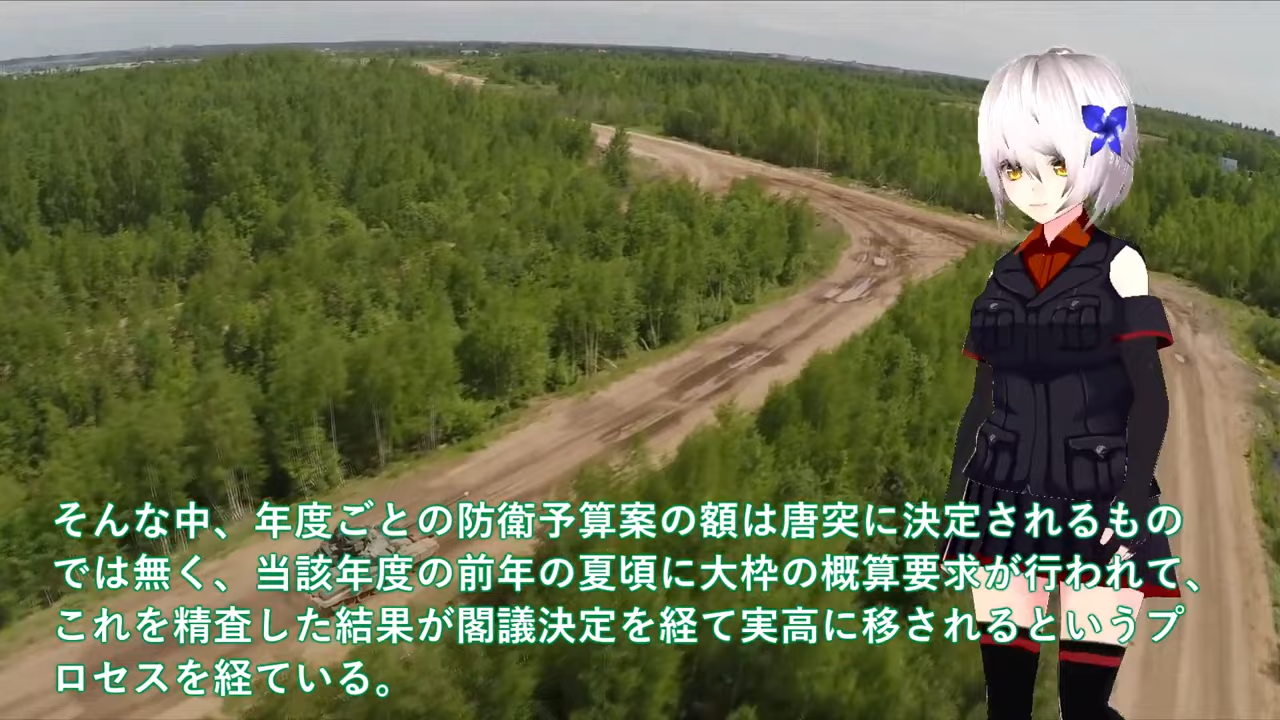 そんな中、年度ごとの防衛予算案の額は唐突に決定されるもの
では無く、当該年度の前年の夏頃に大枠の概算要求が行われて、
これを精査した結果が閣議決定を経て実高に移されるというプ
ロセスを経ている。